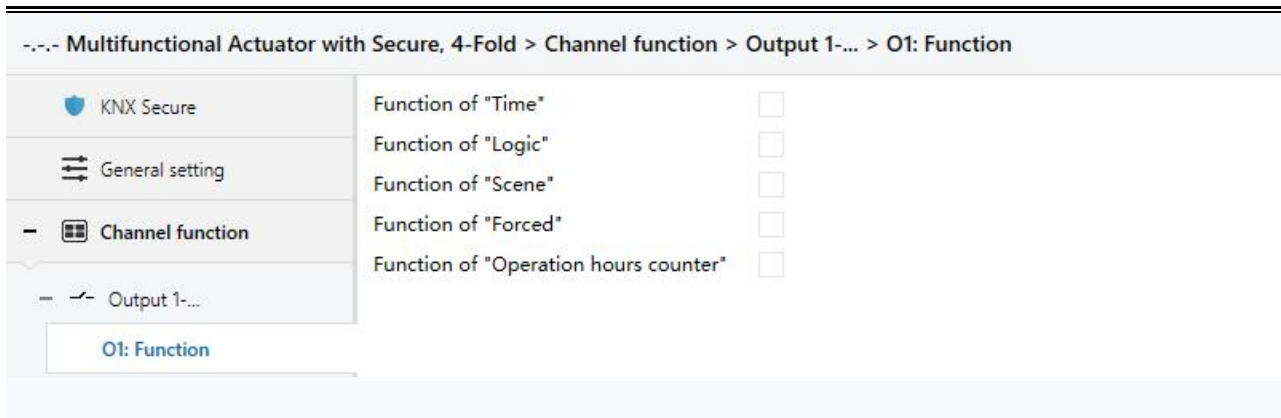 -.-.- Multifunctional Actuator with Secure, 4-Fold > Channel function > Output 1-... > O1: Function
KNX Secure
General setting
Channel function
Output 1-...
O1: Function
Function of "Time"
Function of "Logic"
Function of "Scene"
Function of "Forced"
Function of "Operation hours counter"